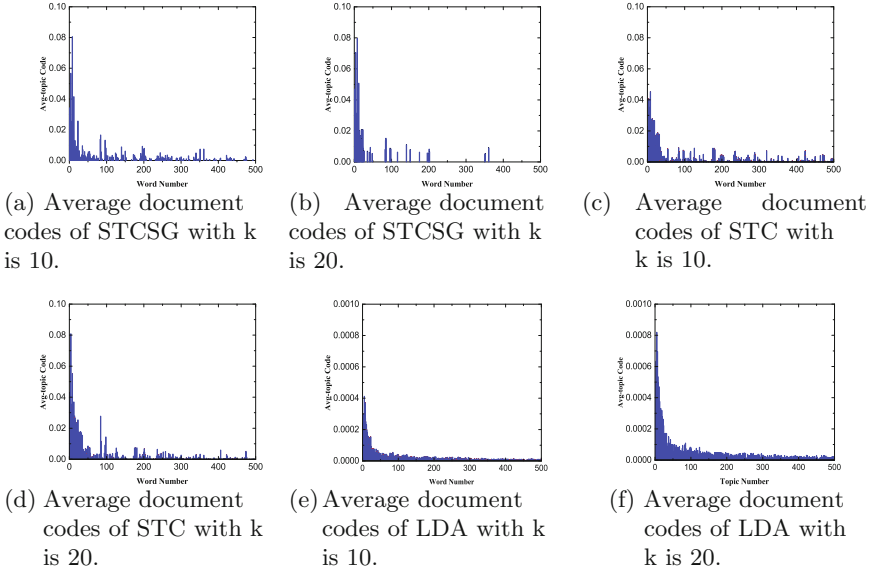 0.10
0.08
0.06
0.04
0.02
0.00
Avg-topic Code
0 100 200 300 400 500
Word Number
(a) Average document
codes of STCSG with k
is 10.
0.10
0.08
0.06
0.04
0.02
0.00
Avg-topic Code
0 100 200 300 400 500
Word Number
(b) Average document
codes of STCSG with k
is 20.
0.10
0.08
0.06
0.04
0.02
0.00
Avg-topic Code
0 100 200 300 400 500
Word Number
(c) Average document
codes of STC with
k is 10.
0.10
0.08
0.06
0.04
0.02
0.00
Avg-topic Code
0 100 200 300 400 500
Word Number
(d) Average document
codes of STC with k
is 20.
0.0010
0.0008
0.0006
0.0004
0.0002
0.0000
Avg-topic Code
0 100 200 300 400 500
Word Number
(e) Average document
codes of LDA with k
is 10.
0.0010
0.0008
0.0006
0.0004
0.0002
0.0000
Avg-topic Code
0 100 200 300 400 500
Topic Number
(f) Average document
codes of LDA with
k is 20.